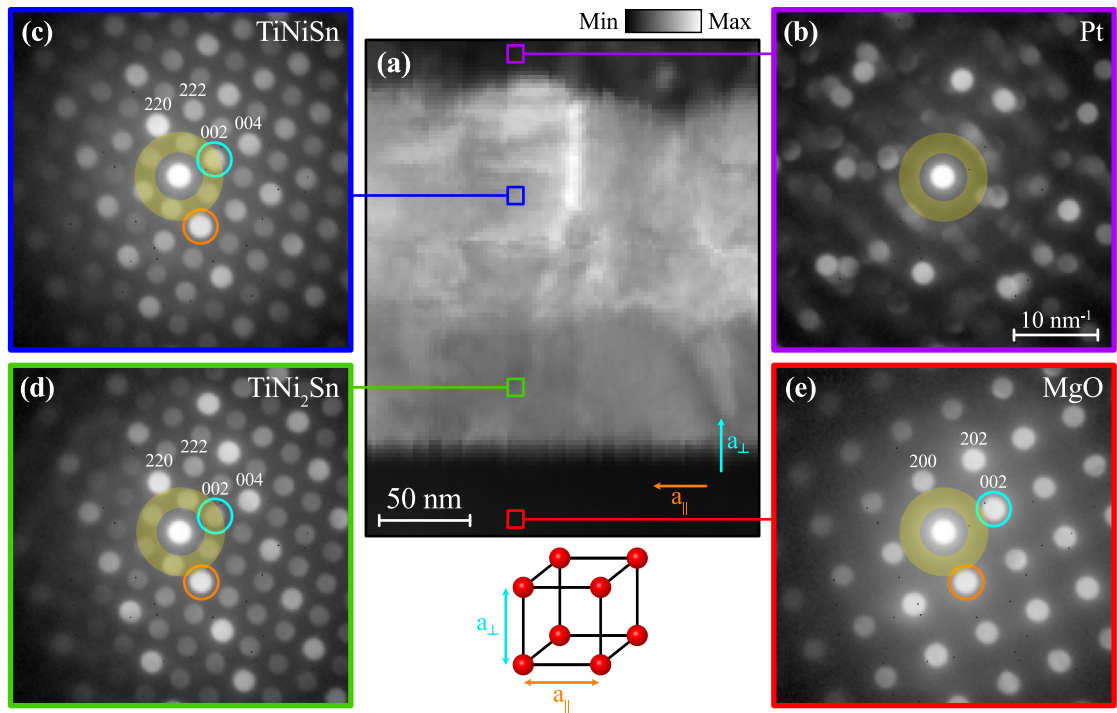 (c) TiNiSn
220
222
002
004
Min Max
(a)
a⊥
a∥
50 nm
(b) Pt
10 nm⁻¹
(d) TiNi₂Sn
220
222
002
004
(e) MgO
202
200
002
a⊥
a∥